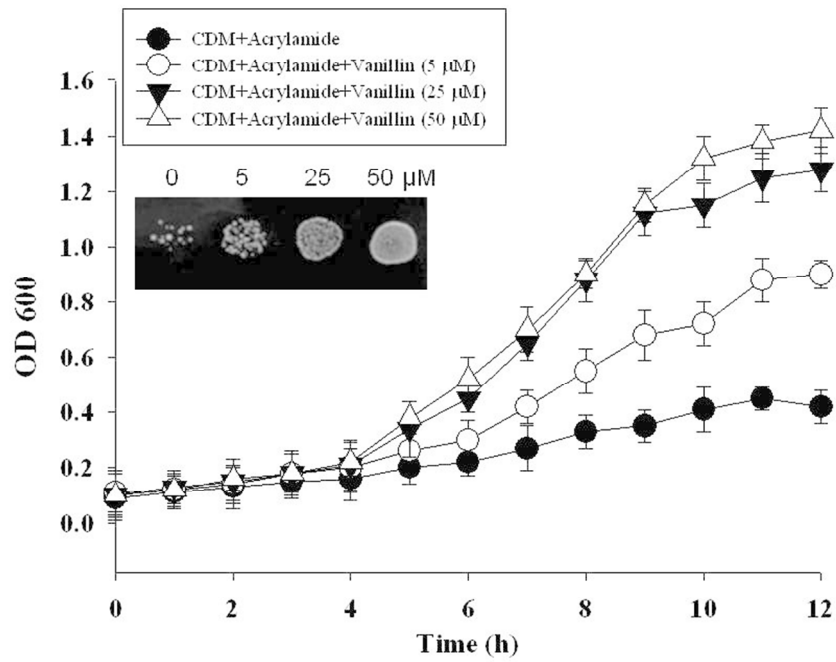 CDM+Acrylamide
CDM+Acrylamide+Vanillin (5 µM)
CDM+Acrylamide+Vanillin (25 µM)
CDM+Acrylamide+Vanillin (50 µM)
0 5 25 50 µM
1.6
1.4
1.2
1.0
0.8
0.6
0.4
0.2
0.0
OD 600
0 2 4 6 8 10 12
Time (h)